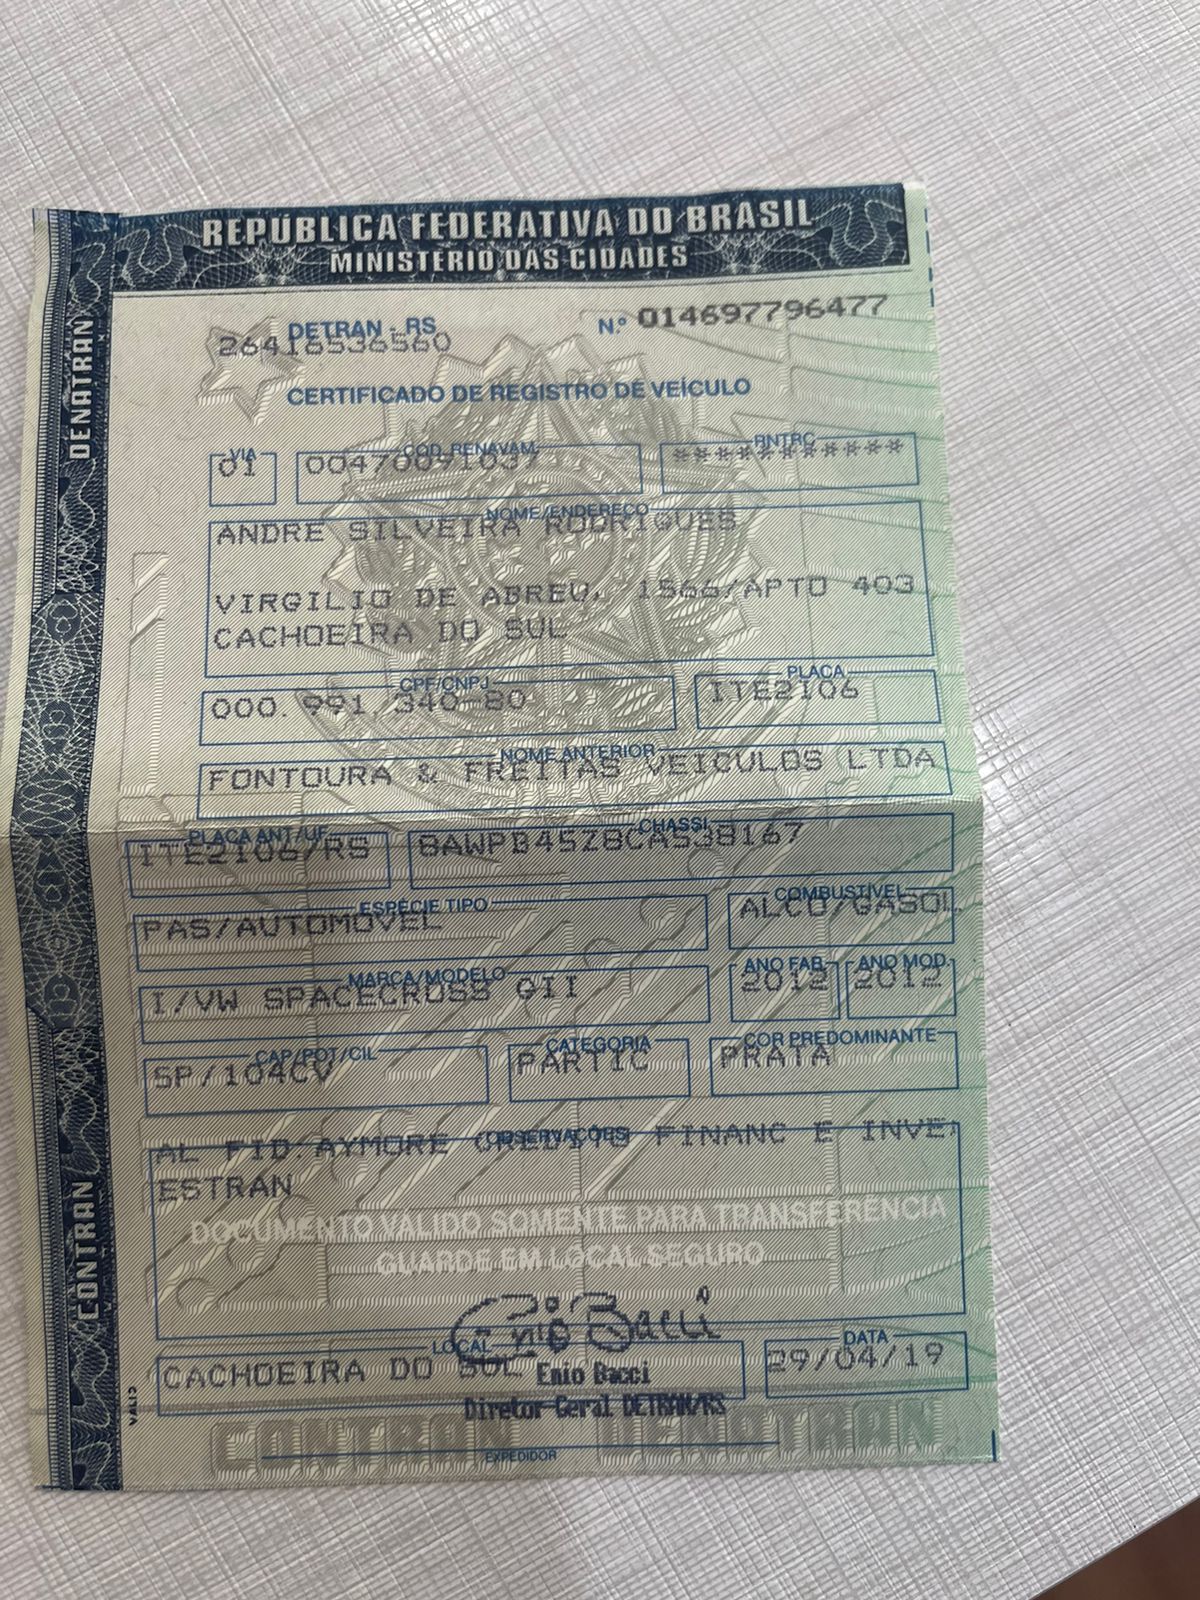 REPÚBLICA FEDERATIVA DO BRASIL
MINISTÉRIO DAS CIDADES
DENATRAN
DETRAN - RS
26416536560
N.º 014697796477
CERTIFICADO DE REGISTRO DE VEÍCULO
VIA
01
CÓD. RENAVAM
00470091037
RNTRC
***********
NOME/ENDEREÇO
ANDRE SILVEIRA RODRIGUES
VIRGILIO DE ABREU, 1566/APTO 403
CACHOEIRA DO SUL
CPF/CNPJ
000.991.340-80
PLACA
ITE2I06
NOME ANTERIOR
FONTOURA & FREITAS VEICULOS LTDA
PLACA ANT/UF
ITE2106/RS
CHASSI
8AWPB45Z8CA538167
ESPÉCIE TIPO
PAS/AUTOMOVEL
COMBUSTÍVEL
ALCO/GASOL
MARCA/MODELO
I/VW SPACECROSS GII
ANO FAB.
2012
ANO MOD.
2012
CAP/POT/CIL
5P/104CV
CATEGORIA
PARTIC
COR PREDOMINANTE
PRATA
OBSERVAÇÕES
AL FID.AYMORE CREDITO FINANC E INVE.
ESTRAN
DOCUMENTO VÁLIDO SOMENTE PARA TRANSFERÊNCIA
GUARDE EM LOCAL SEGURO
CONTRAN
Enio Bacci
LOCAL
CACHOEIRA DO SUL
Enio Bacci
Diretor-Geral DETRAN/RS
DATA
29/04/19
CONTRAN DENATRAN
EXPEDIDOR